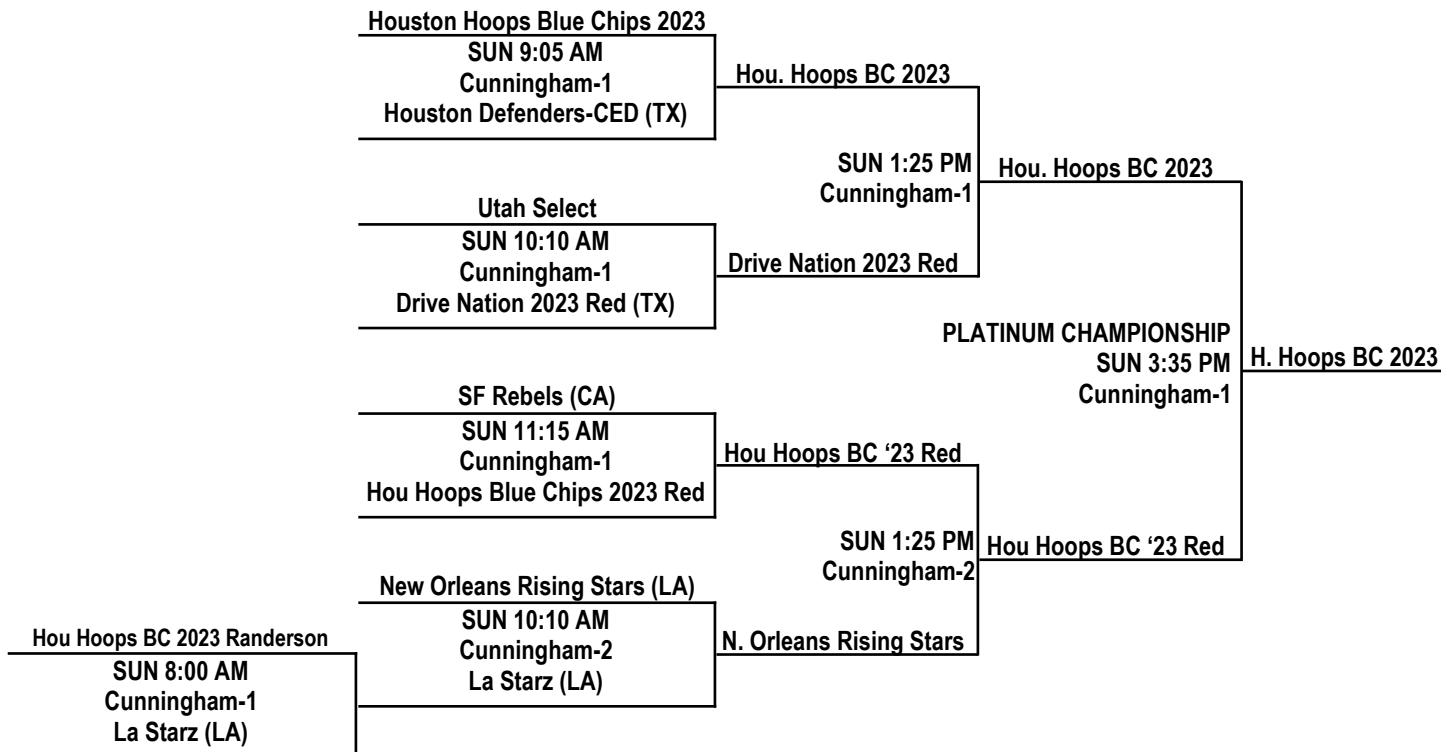 Houston Hoops Blue Chips 2023
SUN 9:05 AM
Cunningham-1
Houston Defenders-CED (TX)
Hou. Hoops BC 2023
SUN 1:25 PM
Cunningham-1
Hou. Hoops BC 2023
Utah Select
SUN 10:10 AM
Cunningham-1
Drive Nation 2023 Red (TX)
Drive Nation 2023 Red
PLATINUM CHAMPIONSHIP
SUN 3:35 PM
Cunningham-1
H. Hoops BC 2023
SF Rebels (CA)
SUN 11:15 AM
Cunningham-1
Hou Hoops Blue Chips 2023 Red
Hou Hoops BC ‘23 Red
SUN 1:25 PM
Cunningham-2
Hou Hoops BC ‘23 Red
New Orleans Rising Stars (LA)
SUN 10:10 AM
Cunningham-2
La Starz (LA)
N. Orleans Rising Stars
Hou Hoops BC 2023 Randerson
SUN 8:00 AM
Cunningham-1
La Starz (LA)